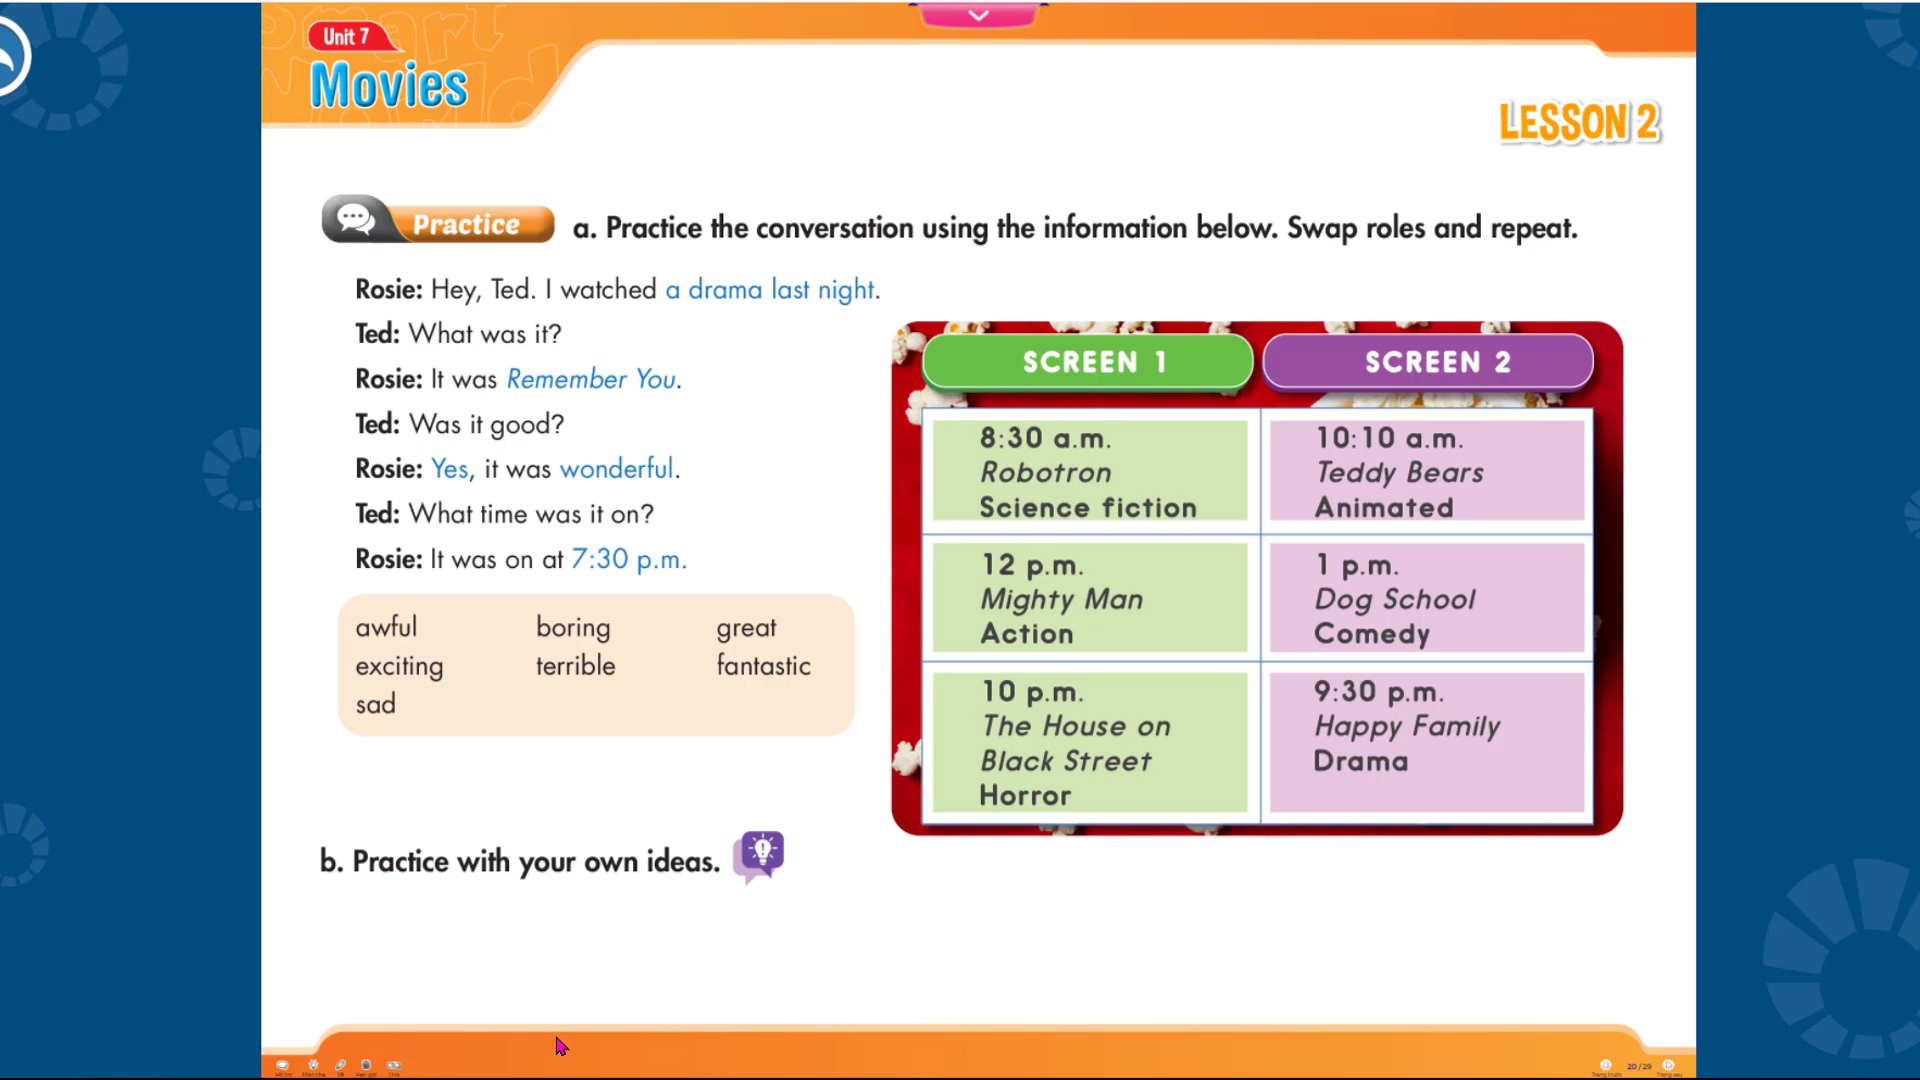 Unit 7
Movies
LESSON 2
Practice
a. Practice the conversation using the information below. Swap roles and repeat.
Rosie: Hey, Ted. I watched a drama last night.
Ted: What was it?
Rosie: It was Remember You.
Ted: Was it good?
Rosie: Yes, it was wonderful.
Ted: What time was it on?
Rosie: It was on at 7:30 p.m.
awful boring great
exciting terrible fantastic
sad
SCREEN 1
8:30 a.m.
Robotron
Science fiction
12 p.m.
Mighty Man
Action
10 p.m.
The House on
Black Street
Horror
SCREEN 2
10:10 a.m.
Teddy Bears
Animated
1 p.m.
Dog School
Comedy
9:30 p.m.
Happy Family
Drama
b. Practice with your own ideas.
20 / 29